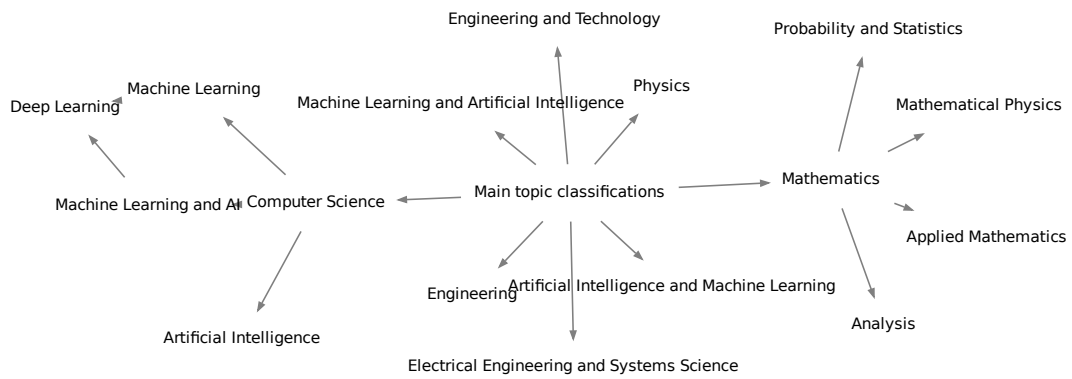 Engineering and Technology
Probability and Statistics
Machine Learning
Physics
Deep Learning
Machine Learning and Artificial Intelligence
Mathematical Physics
Mathematics
Main topic classifications
Machine Learning and AI
Computer Science
Applied Mathematics
Engineering
Artificial Intelligence and Machine Learning
Analysis
Artificial Intelligence
Electrical Engineering and Systems Science